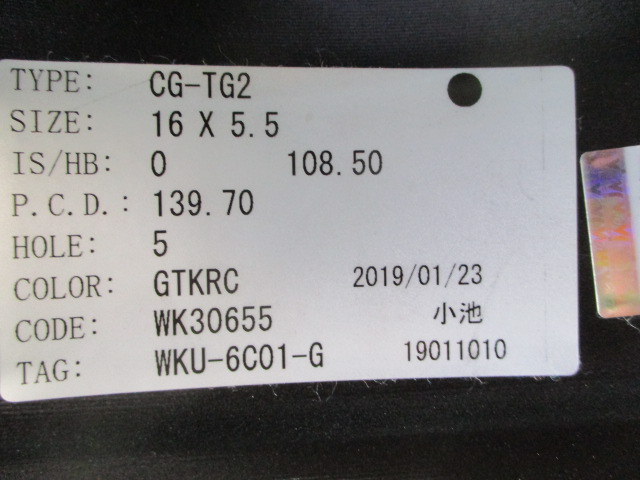 TYPE: CG-TG2
SIZE: 16 X 5.5
IS/HB: 0 108.50
P.C.D.: 139.70
HOLE: 5
COLOR: GTKRC 2019/01/23
CODE: WK30655 小池
TAG: WKU-6C01-G 19011010